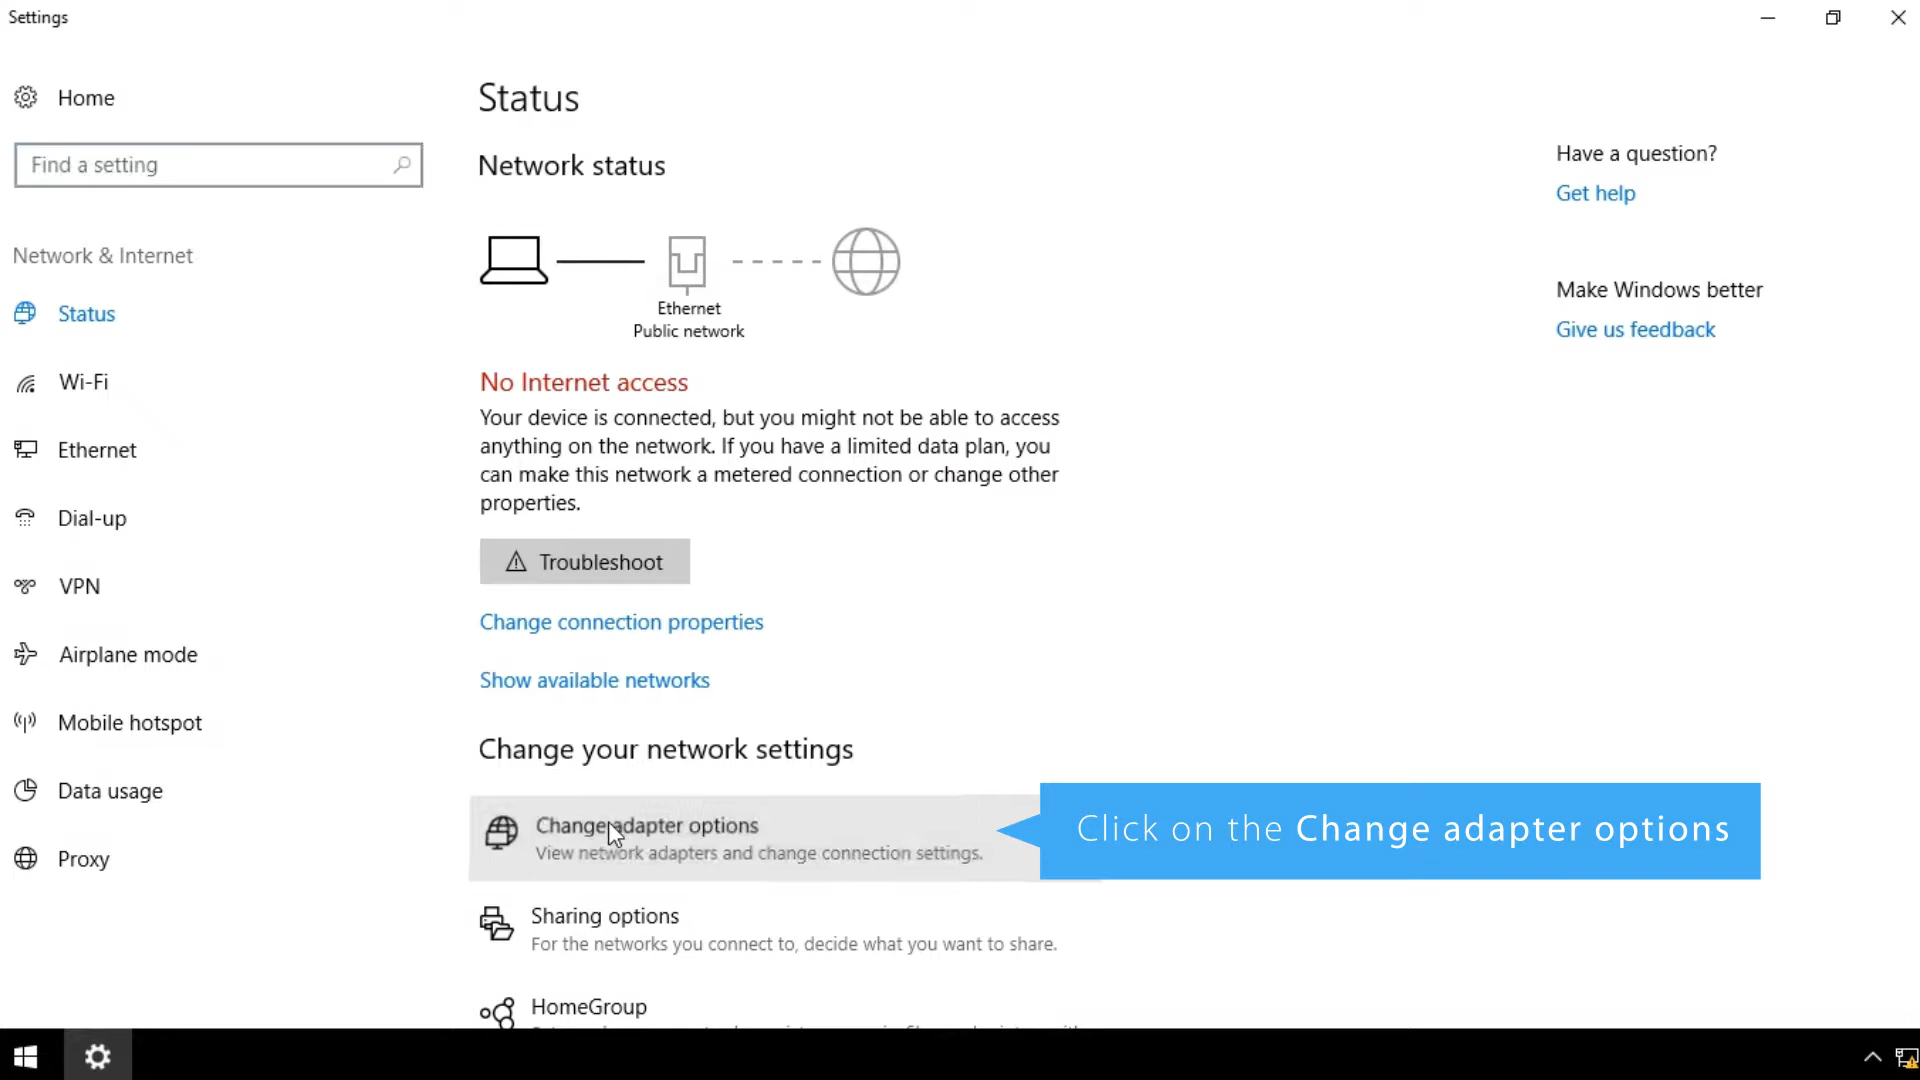 Settings
Home
Find a setting
Network & Internet
Status
Wi-Fi
Ethernet
Dial-up
VPN
Airplane mode
Mobile hotspot
Data usage
Proxy
Status
Network status
Ethernet
Public network
No Internet access
Your device is connected, but you might not be able to access
anything on the network. If you have a limited data plan, you
can make this network a metered connection or change other
properties.
Troubleshoot
Change connection properties
Show available networks
Change your network settings
Change adapter options
View network adapters and change connection settings.
Click on the Change adapter options
Sharing options
For the networks you connect to, decide what you want to share.
HomeGroup
Have a question?
Get help
Make Windows better
Give us feedback